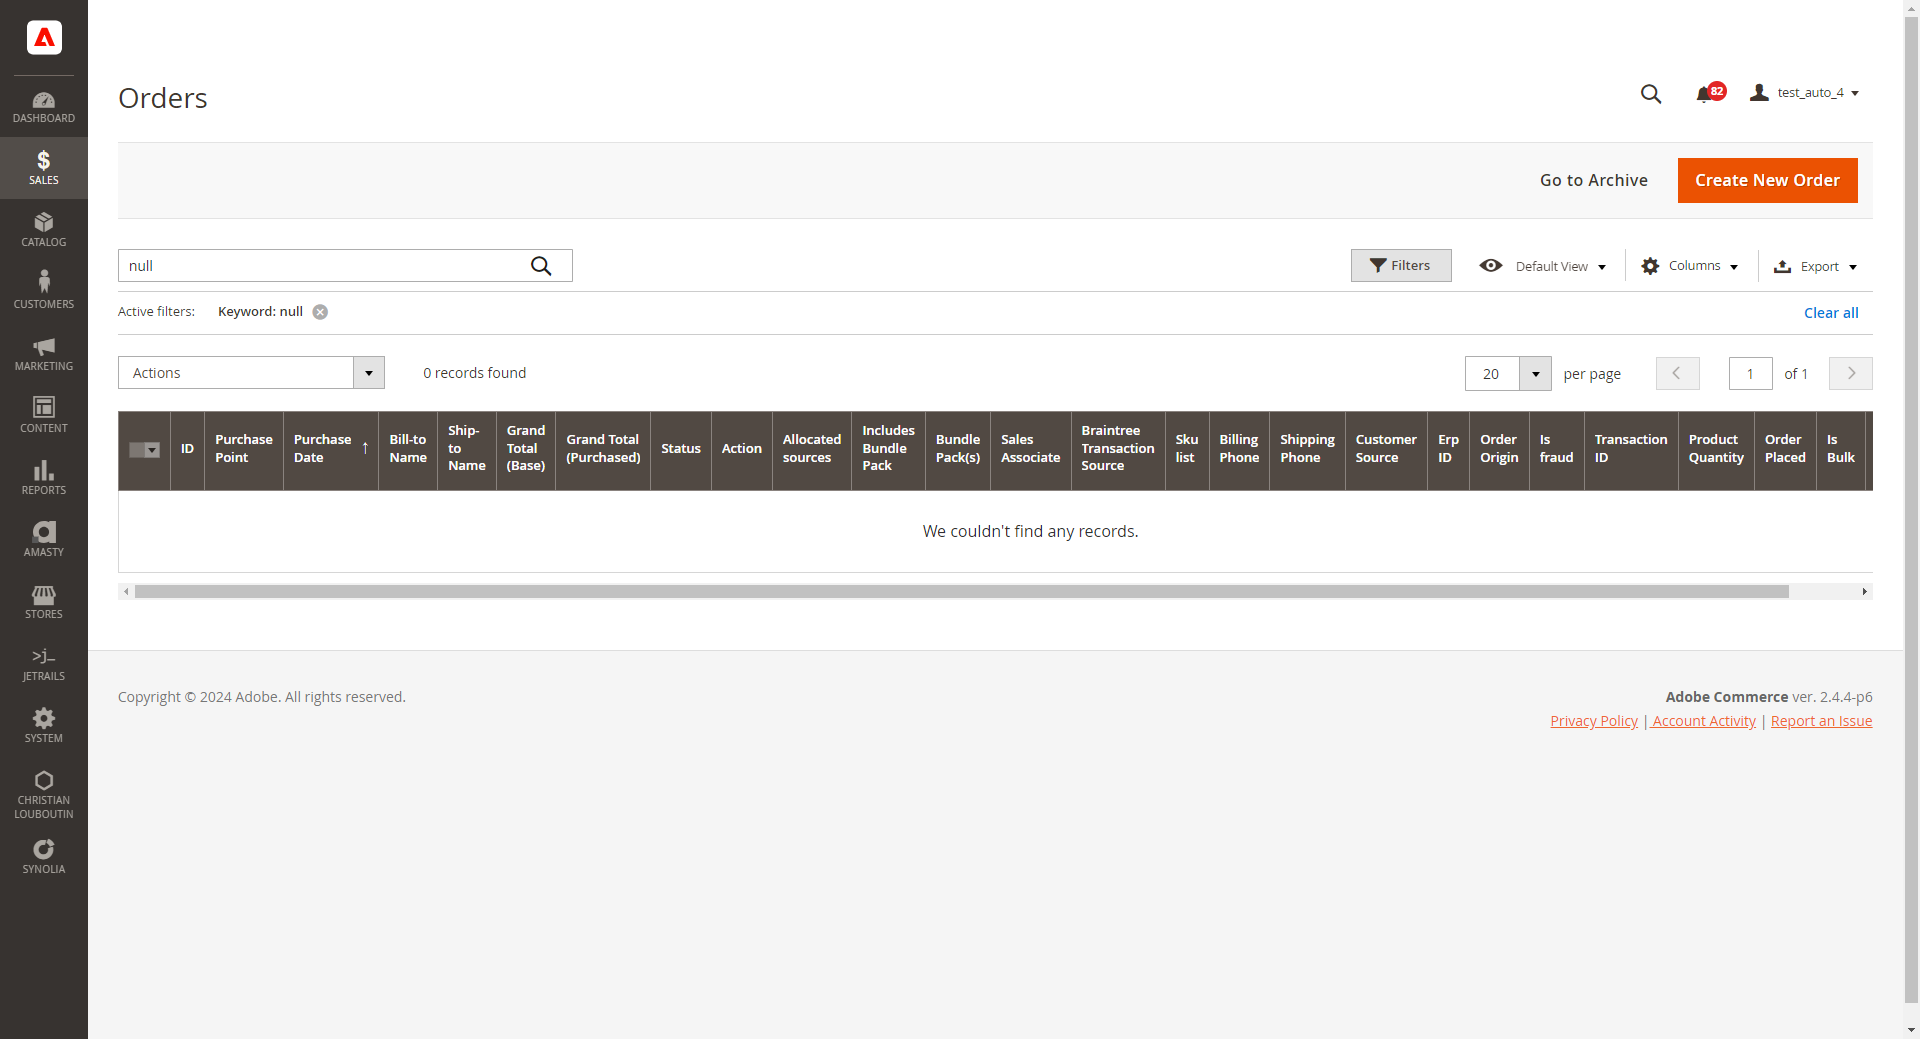 DASHBOARD
SALES
CATALOG
CUSTOMERS
MARKETING
CONTENT
REPORTS
AMASTY
STORES
>j_
JETRAILS
SYSTEM
CHRISTIAN
LOUBOUTIN
SYNOLIA
Orders
82
test_auto_4
Go to Archive
Create New Order
null
Filters
Default View
Columns
Export
Active filters:
Keyword: null
Clear all
Actions
0 records found
20
per page
1
of 1
ID
Purchase
Point
Purchase
Date
↑
Bill-to
Name
Ship-
to
Name
Grand
Total
(Base)
Grand Total
(Purchased)
Status
Action
Allocated
sources
Includes
Bundle
Pack
Bundle
Pack(s)
Sales
Associate
Braintree
Transaction
Source
Sku
list
Billing
Phone
Shipping
Phone
Customer
Source
Erp
ID
Order
Origin
Is
fraud
Transaction
ID
Product
Quantity
Order
Placed
Is
Bulk
We couldn't find any records.
Copyright © 2024 Adobe. All rights reserved.
Adobe Commerce ver. 2.4.4-p6
Privacy Policy | Account Activity | Report an Issue